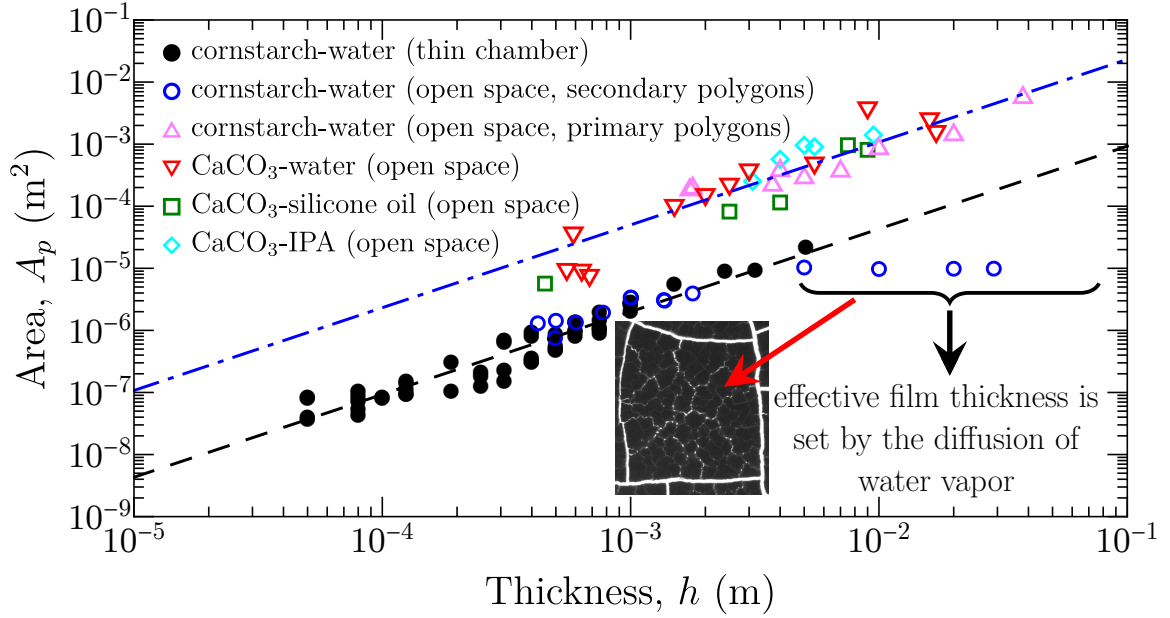 10⁻¹
10⁻²
10⁻³
10⁻⁴
10⁻⁵
10⁻⁶
10⁻⁷
10⁻⁸
10⁻⁹
Area, Aₚ (m²)
cornstarch-water (thin chamber)
cornstarch-water (open space, secondary polygons)
cornstarch-water (open space, primary polygons)
CaCO₃-water (open space)
CaCO₃-silicone oil (open space)
CaCO₃-IPA (open space)
effective film thickness is
set by the diffusion of
water vapor
10⁻⁵ 10⁻⁴ 10⁻³ 10⁻² 10⁻¹
Thickness, h (m)